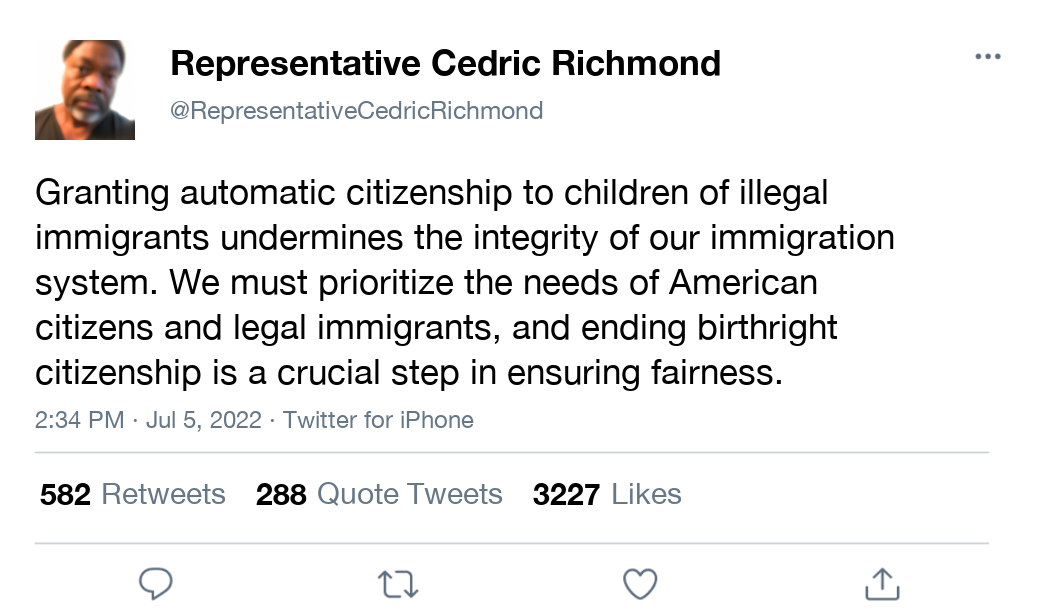 Representative Cedric Richmond
@RepresentativeCedricRichmond
Granting automatic citizenship to children of illegal
immigrants undermines the integrity of our immigration
system. We must prioritize the needs of American
citizens and legal immigrants, and ending birthright
citizenship is a crucial step in ensuring fairness.
2:34 PM · Jul 5, 2022 · Twitter for iPhone
582 Retweets 288 Quote Tweets 3227 Likes